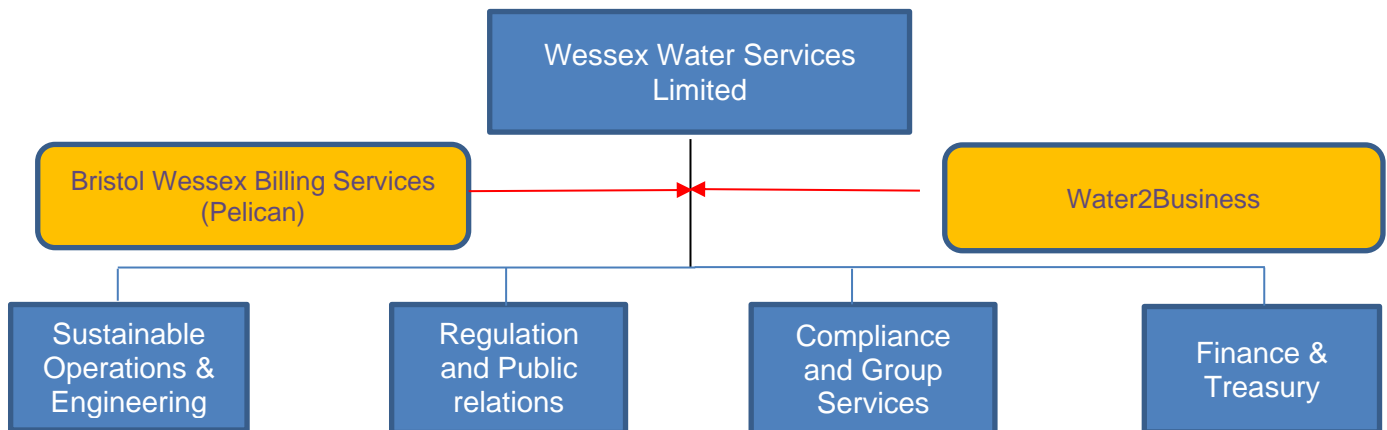 Wessex Water Services
Limited
Bristol Wessex Billing Services
(Pelican)
Water2Business
Sustainable
Operations &
Engineering
Regulation
and Public
relations
Compliance
and Group
Services
Finance &
Treasury